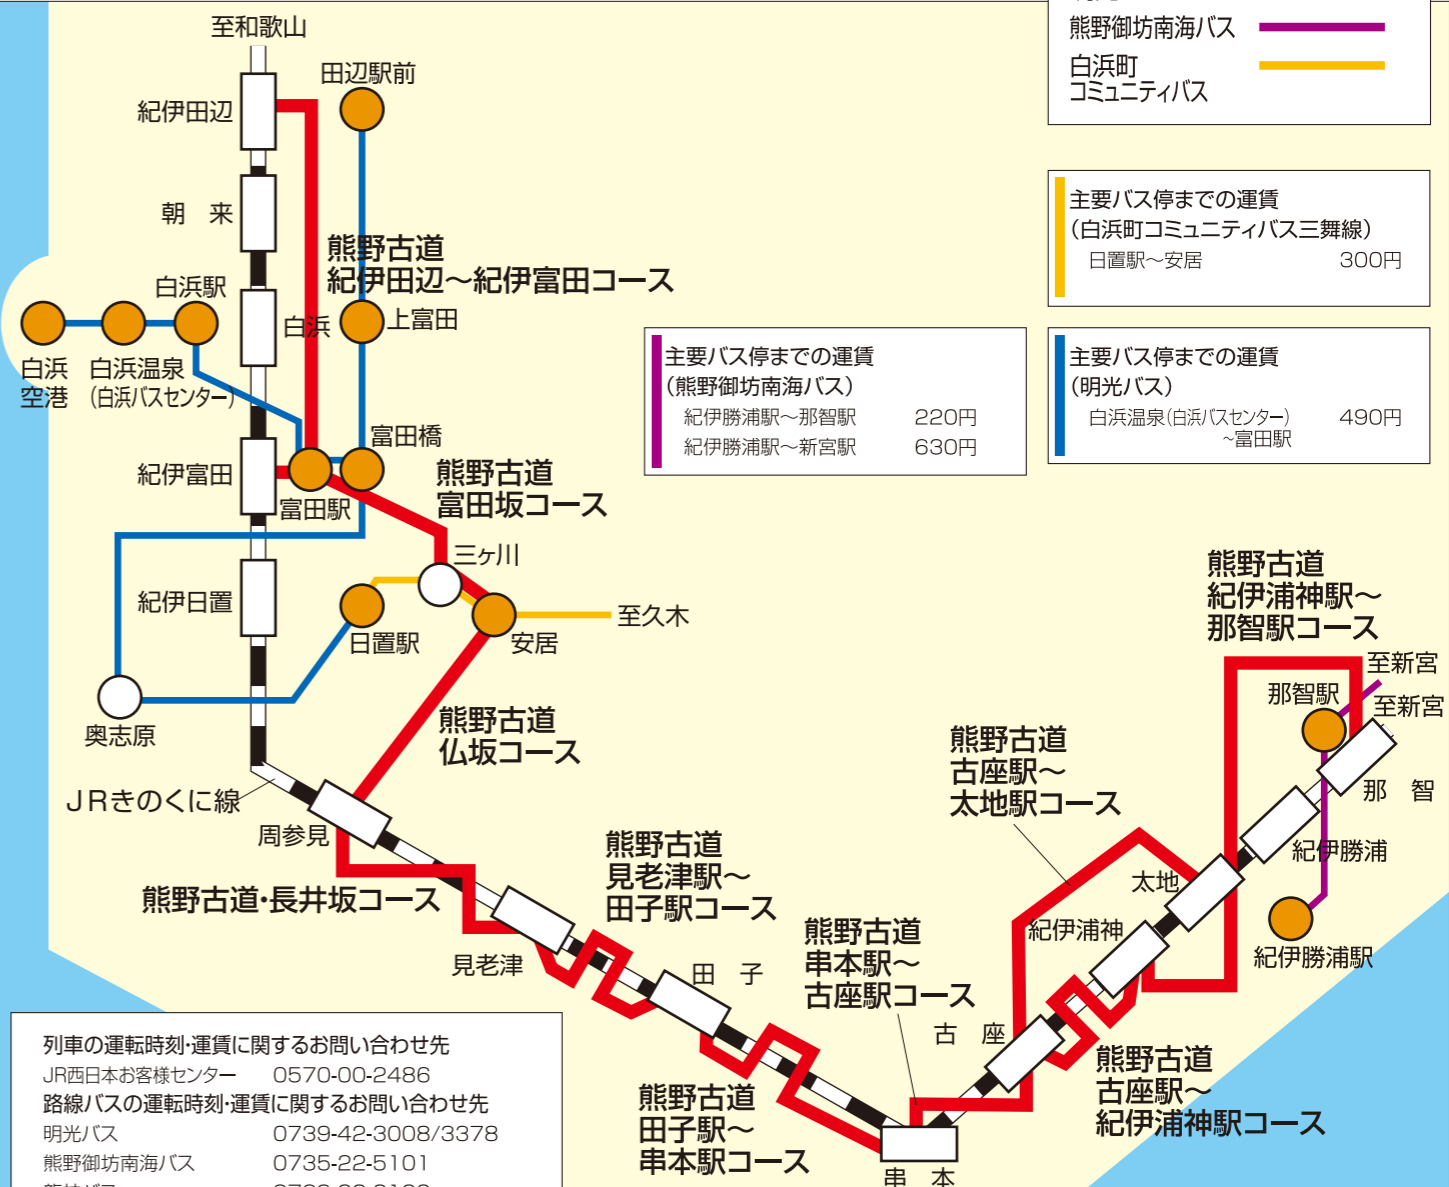 熊野御坊南海バス
白浜町
コミュニティバス
主要バス停までの運賃
(白浜町コミュニティバス三舞線)
日置駅～安居 300円
主要バス停までの運賃
(熊野御坊南海バス)
紀伊勝浦駅～那智駅 220円
紀伊勝浦駅～新宮駅 630円
主要バス停までの運賃
(明光バス)
白浜温泉(白浜バスセンター) 490円
～富田駅
至和歌山
紀伊田辺
田辺駅前
朝 来
熊野古道
紀伊田辺～紀伊富田コース
白浜駅
白浜
上富田
白浜
空港
白浜温泉
(白浜バスセンター)
富田橋
紀伊富田
富田駅
熊野古道
富田坂コース
三ヶ川
紀伊日置
日置駅
安居
至久木
奥志原
熊野古道
仏坂コース
JRきのくに線
周参見
熊野古道・長井坂コース
見老津
熊野古道
見老津駅～
田子駅コース
田 子
熊野古道
田子駅～
串本駅コース
熊野古道
串本駅～
古座駅コース
串 本
古 座
熊野古道
古座駅～
太地駅コース
熊野古道
古座駅～
紀伊浦神駅コース
紀伊浦神
太地
熊野古道
紀伊浦神駅～
那智駅コース
至新宮
至新宮
那智駅
那 智
紀伊勝浦
紀伊勝浦駅
列車の運転時刻・運賃に関するお問い合わせ先
JR西日本お客様センター 0570-00-2486
路線バスの運転時刻・運賃に関するお問い合わせ先
明光バス 0739-42-3008/3378
熊野御坊南海バス 0735-22-5101